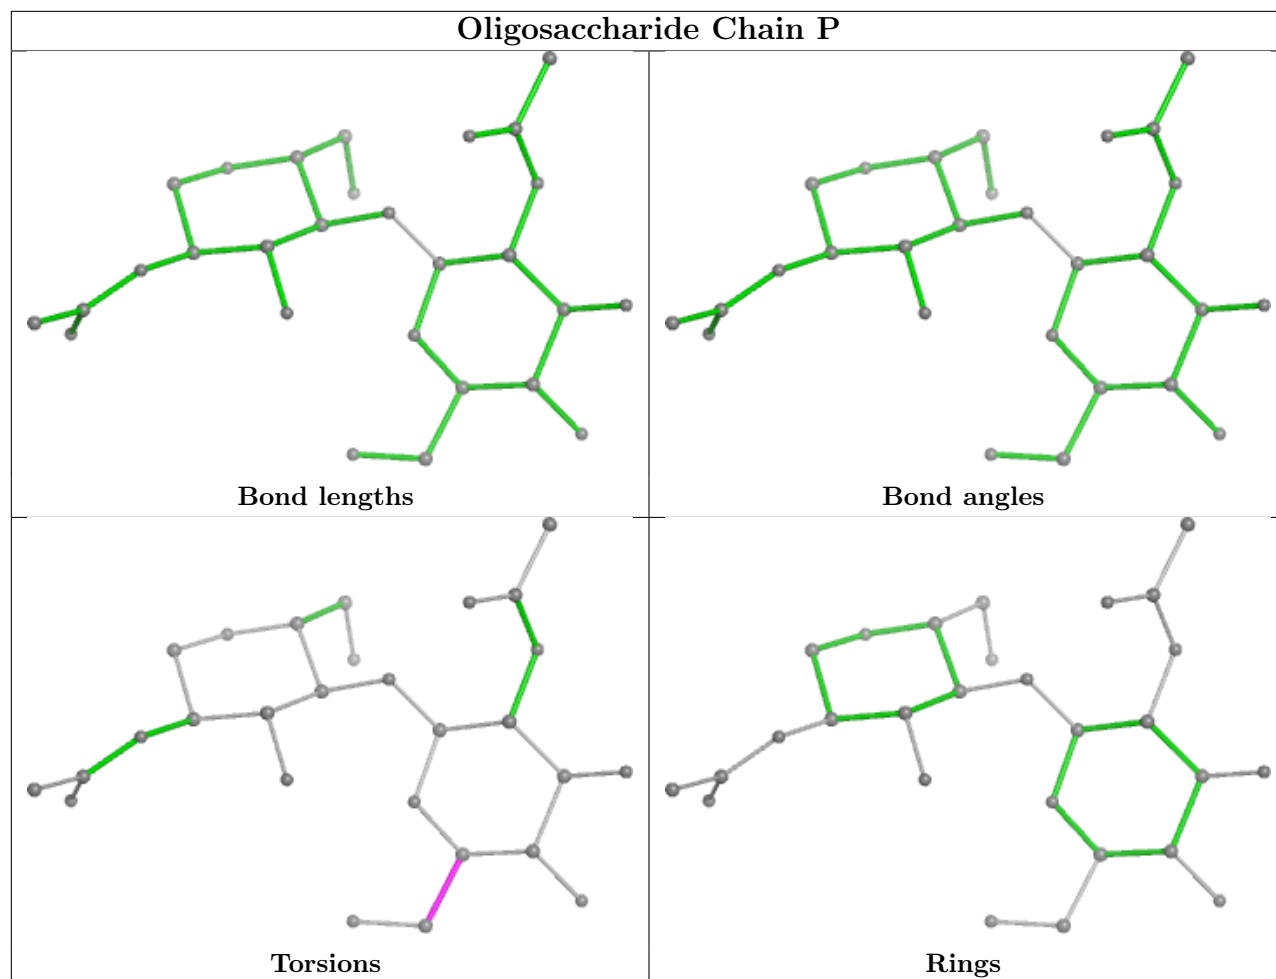 Oligosaccharide Chain P
Bond lengths
Bond angles
Torsions
Rings